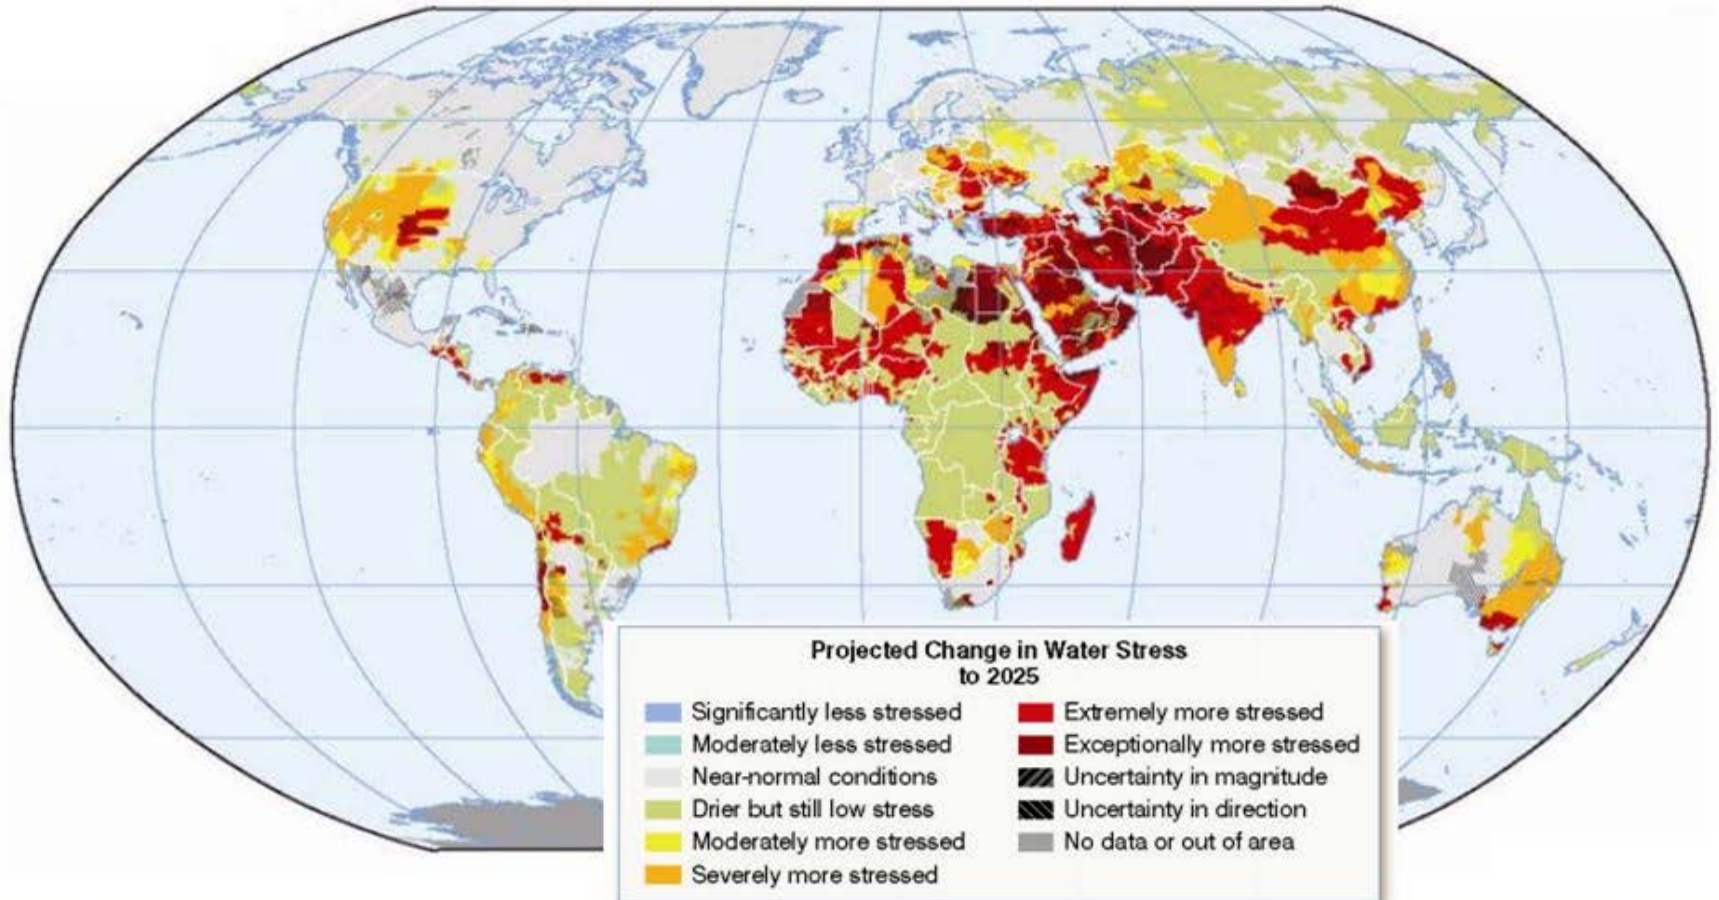 Projected Change in Water Stress
to 2025
Significantly less stressed
Moderately less stressed
Near-normal conditions
Drier but still low stress
Moderately more stressed
Severely more stressed
Extremely more stressed
Exceptionally more stressed
Uncertainty in magnitude
Uncertainty in direction
No data or out of area